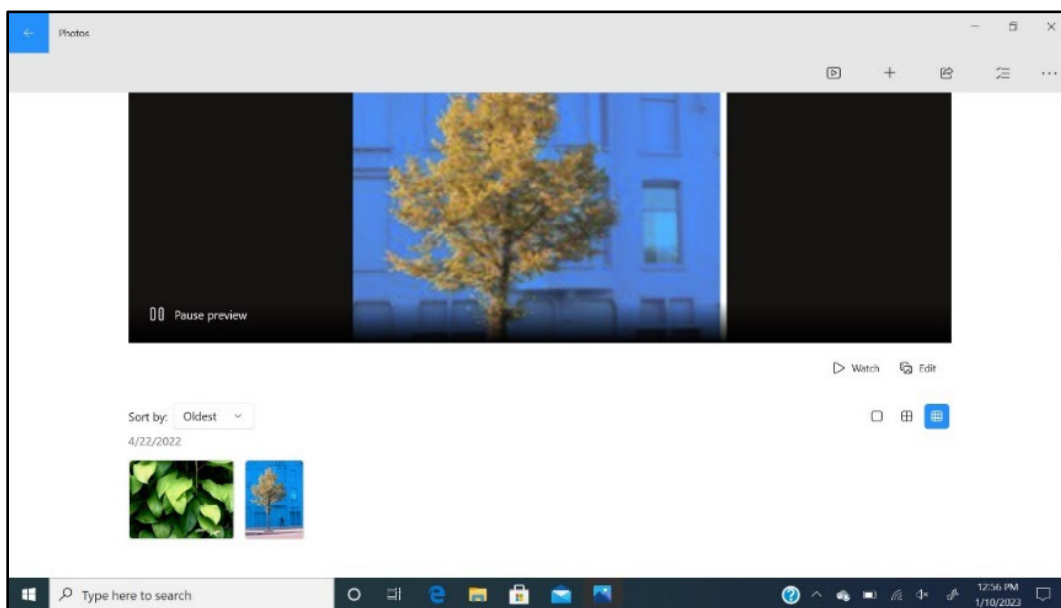 Photos
Pause preview
Watch Edit
Sort by: Oldest
4/22/2022
Type here to search
12:56 PM
1/10/2023